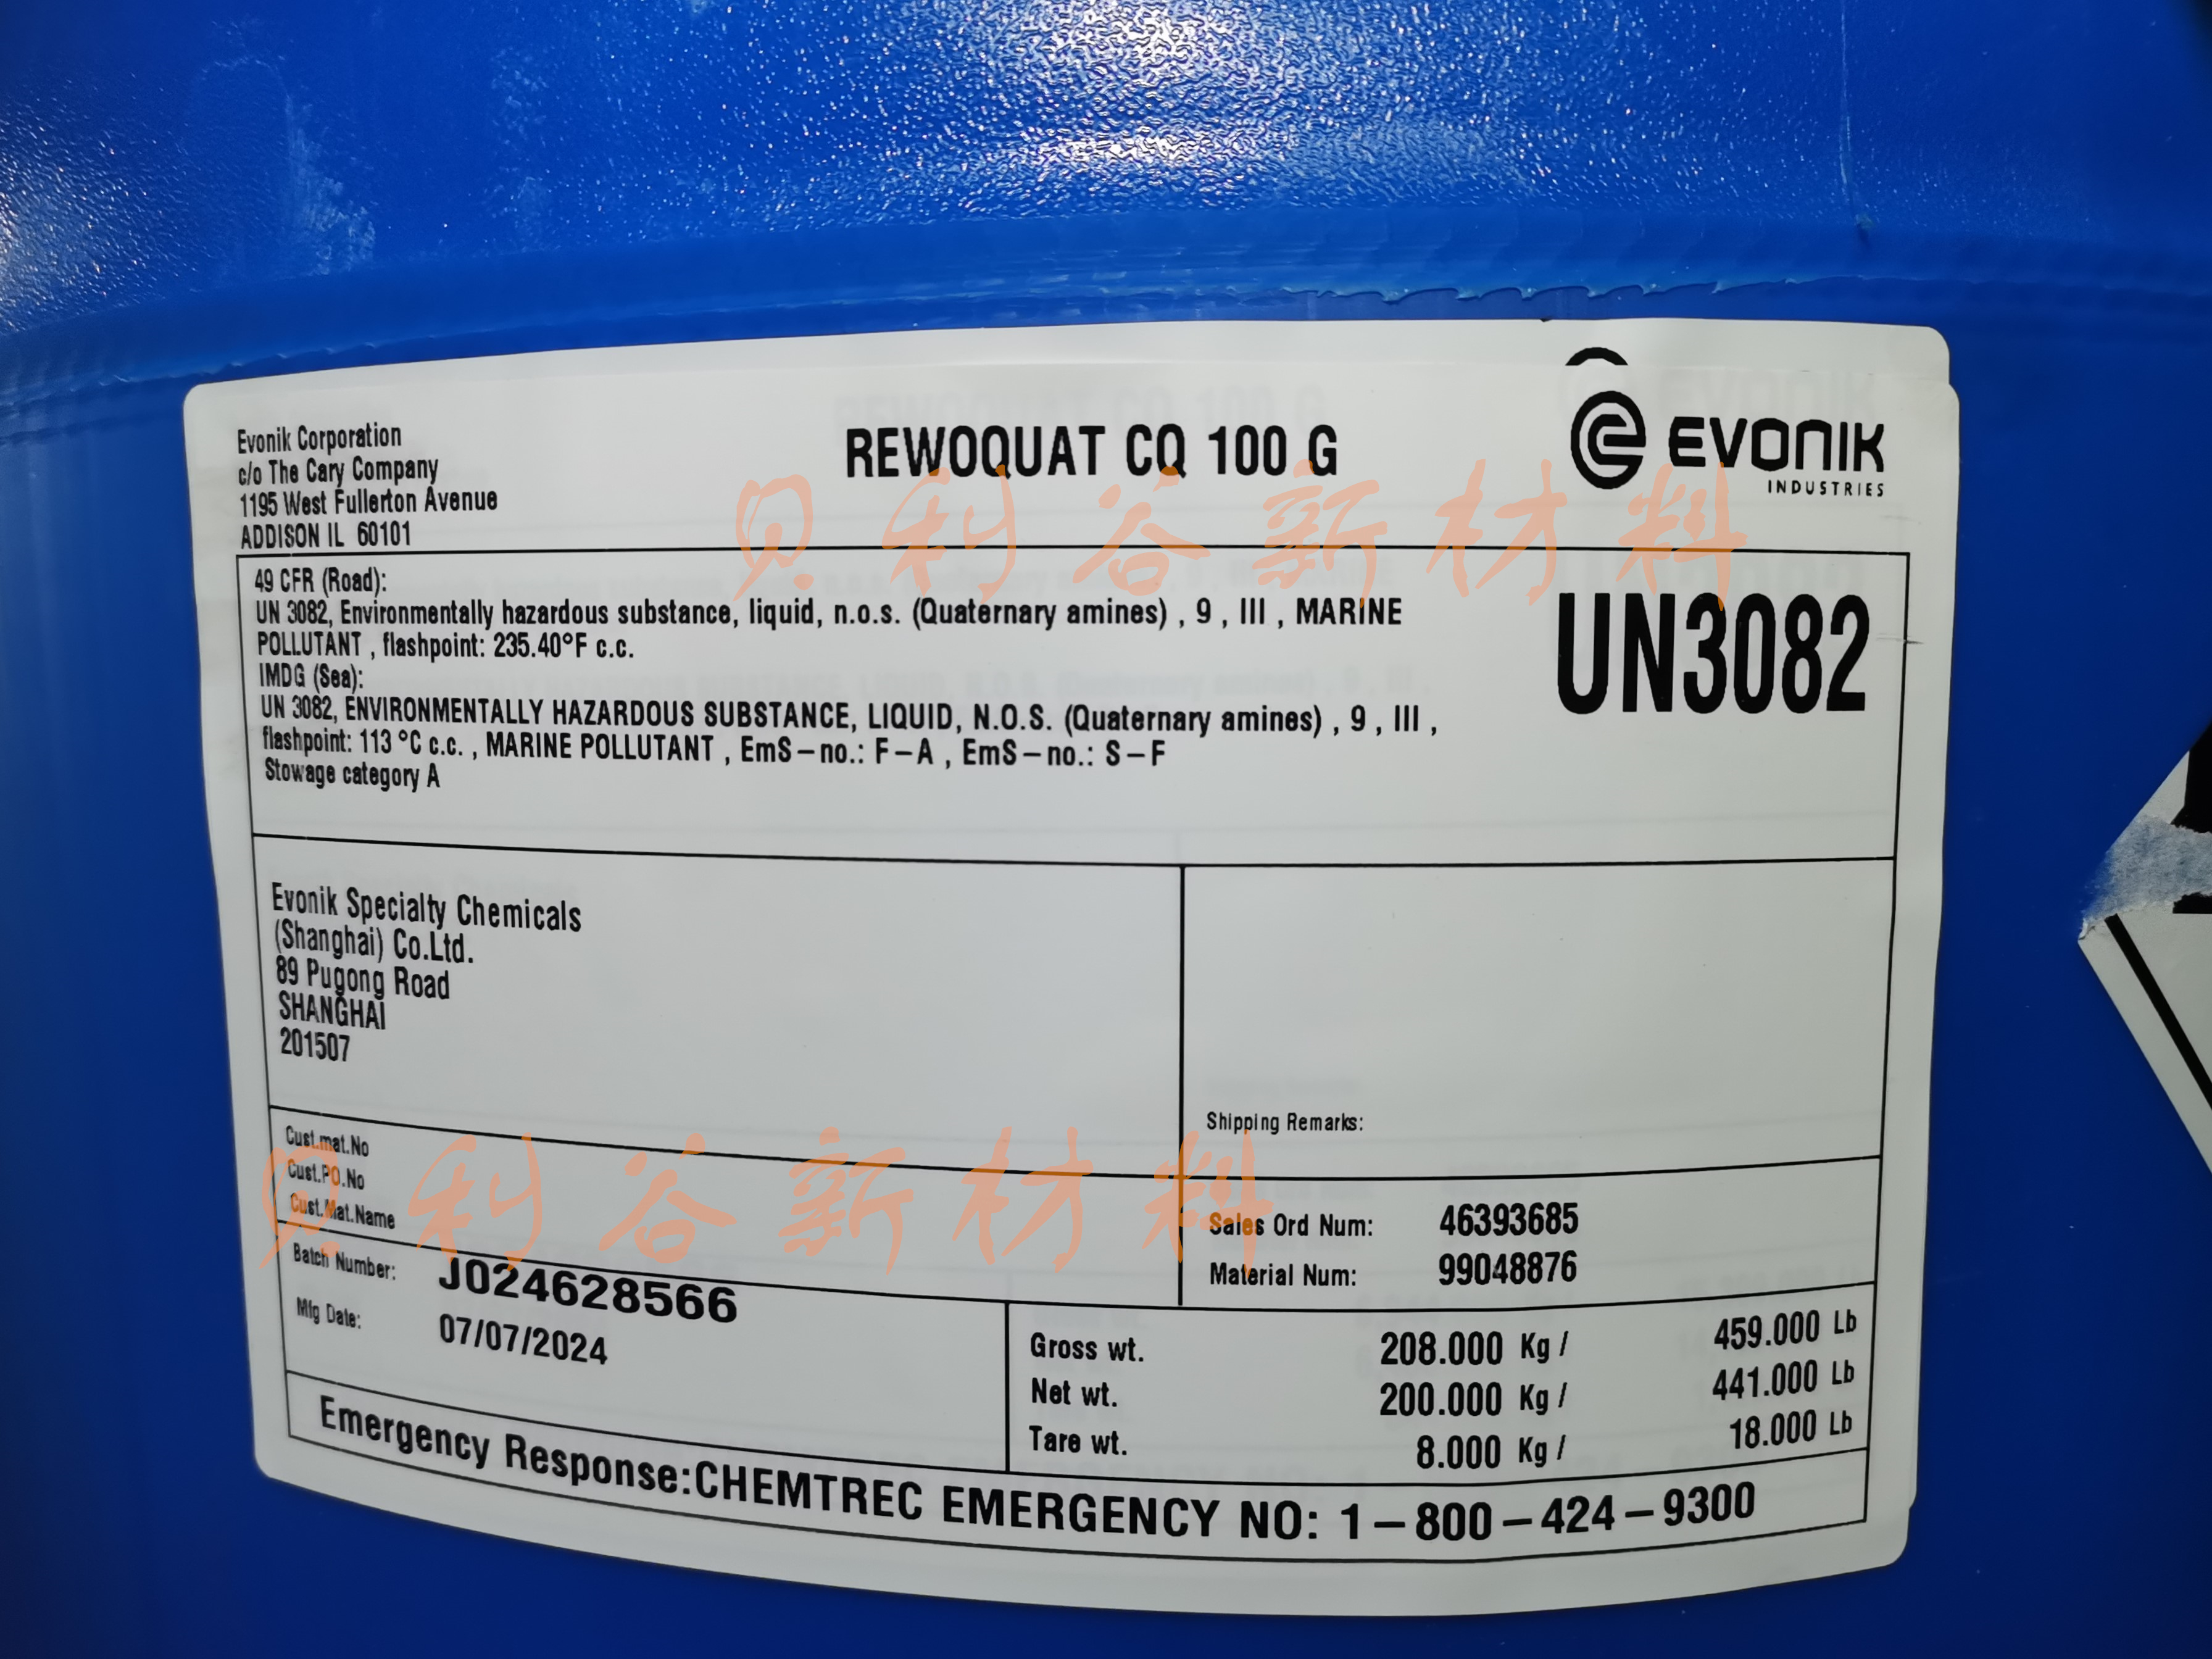 Evonik Corporation
c/o The Cary Company
1195 West Fullerton Avenue
ADDISON IL 60101
REWOQUAT CQ 100 G
EVONIK
INDUSTRIES
贝利谷新材料
49 CFR (Road):
UN 3082, Environmentally hazardous substance, liquid, n.o.s. (Quaternary amines) , 9 , III , MARINE
POLLUTANT , flashpoint: 235.40°F c.c.
IMDG (Sea):
UN 3082, ENVIRONMENTALLY HAZARDOUS SUBSTANCE, LIQUID, N.O.S. (Quaternary amines) , 9 , III ,
flashpoint: 113 °C c.c. , MARINE POLLUTANT , EmS-no.: F-A , EmS-no.: S-F
Stowage category A
UN3082
Evonik Specialty Chemicals
(Shanghai) Co.Ltd.
89 Pugong Road
SHANGHAI
201507
Shipping Remarks:
Cust.mat.No
Cust.PO.No
Cust.Mat.Name
贝利谷新材料
Sales Ord Num: 46393685
Material Num: 99048876
Batch Number: J024628566
Mfg Date: 07/07/2024
Gross wt. 208.000 Kg / 459.000 Lb
Net wt. 200.000 Kg / 441.000 Lb
Tare wt. 8.000 Kg / 18.000 Lb
Emergency Response:CHEMTREC EMERGENCY NO: 1-800-424-9300